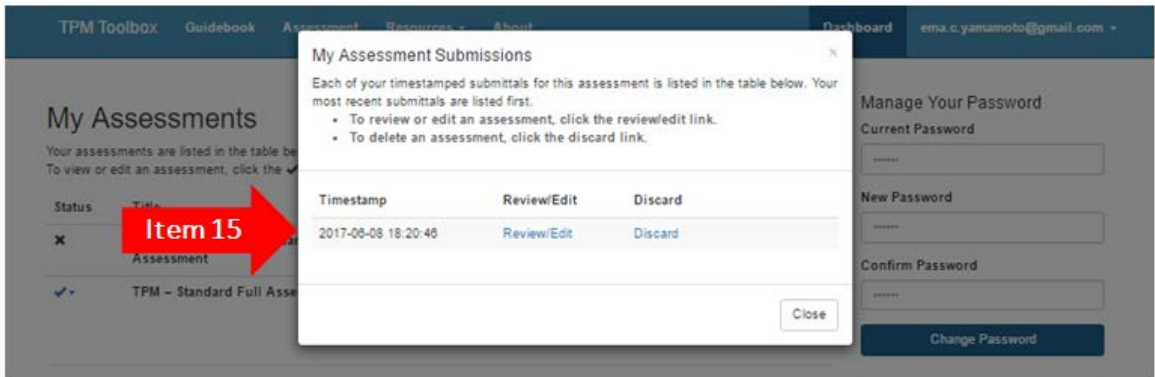 TPM Toolbox Guidebook Assessment Resources About Dashboard ema.c.yamamoto@gmail.com
My Assessment Submissions ×
Each of your timestamped submittals for this assessment is listed in the table below. Your
most recent submittals are listed first.
• To review or edit an assessment, click the review/edit link.
• To delete an assessment, click the discard link.
Timestamp Review/Edit Discard
2017-06-08 18:20:46 Review/Edit Discard
Close
My Assessments
Your assessments are listed in the table be
To view or edit an assessment, click the ✔
Status Title
Item 15
✖
Assessment
✔ TPM – Standard Full Asse
Manage Your Password
Current Password
••••••
New Password
••••••
Confirm Password
••••••
Change Password